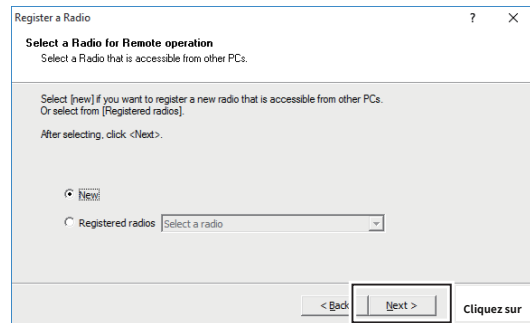 Register a Radio ? X
Select a Radio for Remote operation
Select a Radio that is accessible from other PCs.
Select [new] if you want to register a new radio that is accessible from other PCs.
Or select from [Registered radios].
After selecting, click <Next>.
New
Registered radios Select a radio
< Back Next > Cliquez sur